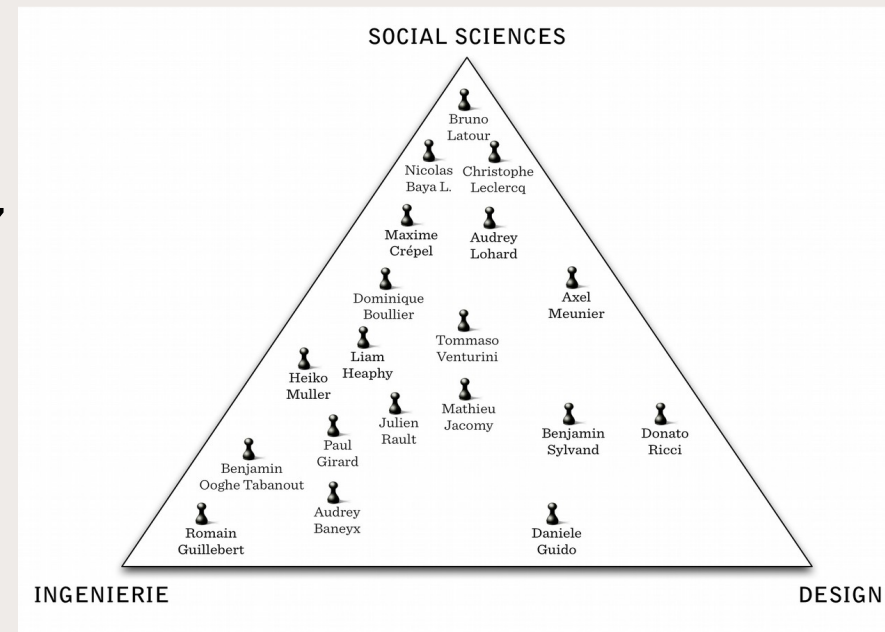 SOCIAL SCIENCES
Bruno
Latour
Nicolas
Baya L.
Christophe
Leclercq
Maxime
Crépel
Audrey
Lohard
Dominique
Boullier
Axel
Meunier
Tommaso
Venturini
Liam
Heaphy
Heiko
Muller
Mathieu
Jacomy
Julien
Rault
Benjamin
Sylvand
Donato
Ricci
Paul
Girard
Benjamin
Ooghe Tabanout
Audrey
Baneyx
Romain
Guillebert
Daniele
Guido
INGENIERIE
DESIGN